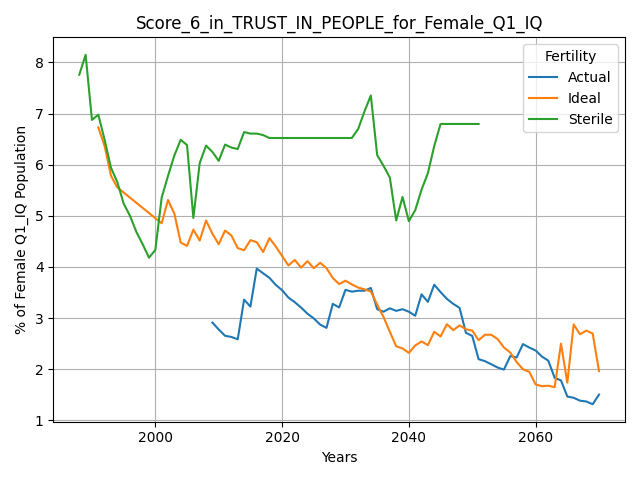 Score_6_in_TRUST_IN_PEOPLE_for_Female_Q1_IQ
Fertility
Actual
Ideal
Sterile
% of Female Q1_IQ Population
8
7
6
5
4
3
2
1
2000
2020
2040
2060
Years